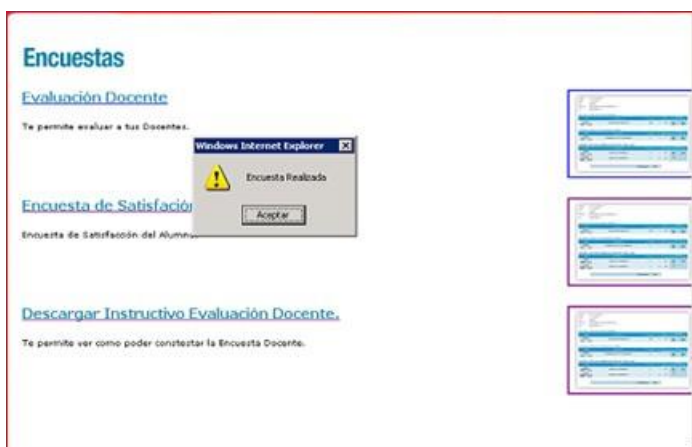 Encuestas
Evaluación Docente
Te permite evaluar a tus Docentes.
Windows Internet Explorer
Encuesta Realizada
Aceptar
Encuesta de Satisfació
Encuesta de Satisfacción del Alumno
Descargar Instructivo Evaluación Docente.
Te permite ver como poder constestar la Encuesta Docente.